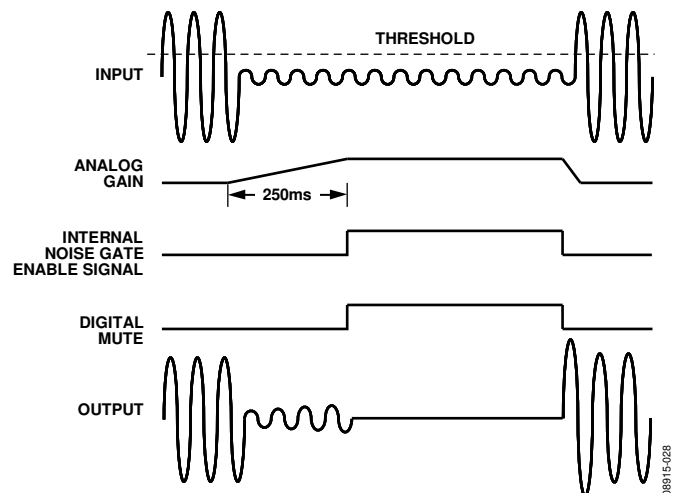 THRESHOLD
INPUT
ANALOG
GAIN
250ms
INTERNAL
NOISE GATE
ENABLE SIGNAL
DIGITAL
MUTE
OUTPUT
08915-028